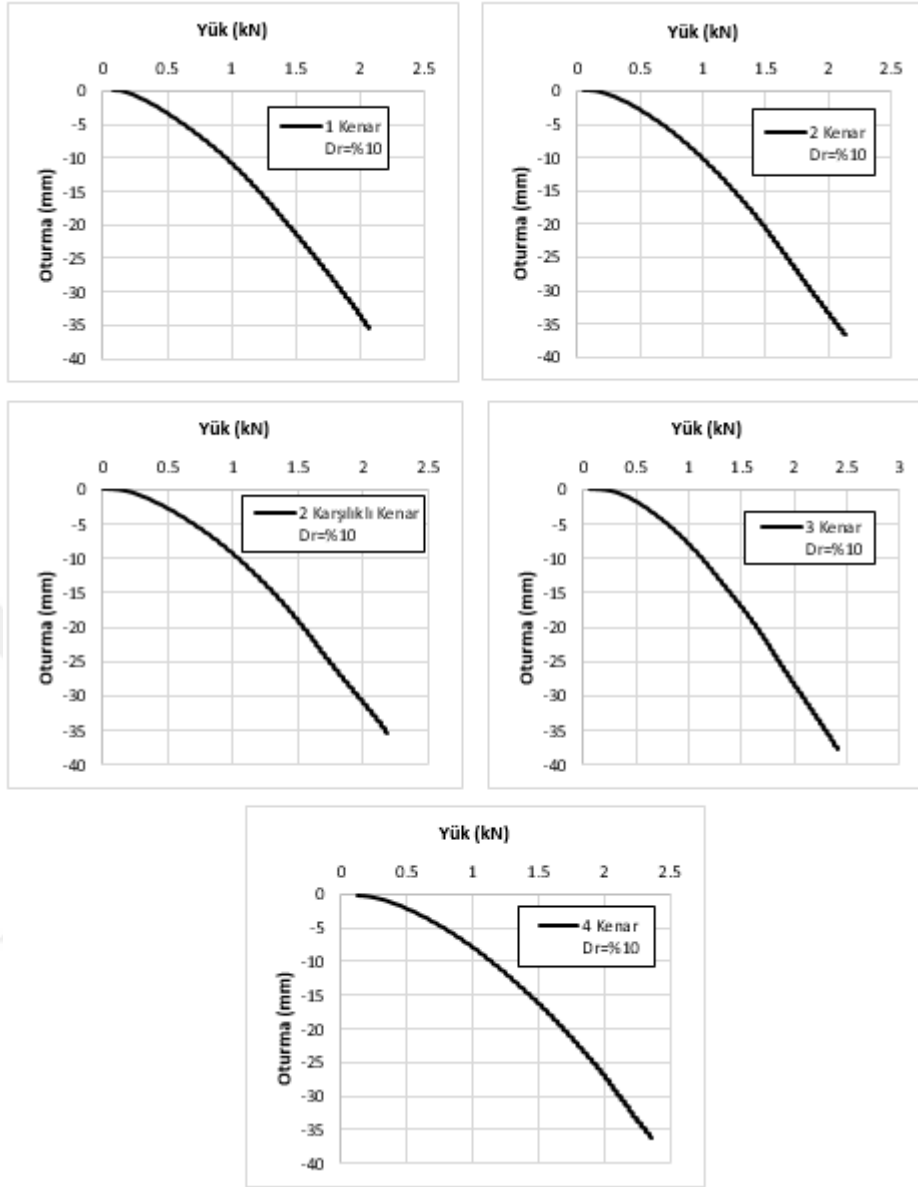 Yük (kN)
0 0.5 1 1.5 2 2.5
0
-5
-10
-15
-20
-25
-30
-35
-40
Oturma (mm)
1 Kenar
Dr=%10
Yük (kN)
0 0.5 1 1.5 2 2.5
0
-5
-10
-15
-20
-25
-30
-35
-40
Oturma (mm)
2 Kenar
Dr=%10
Yük (kN)
0 0.5 1 1.5 2 2.5
0
-5
-10
-15
-20
-25
-30
-35
-40
Oturma (mm)
2 Karşılıklı Kenar
Dr=%10
Yük (kN)
0 0.5 1 1.5 2 2.5 3
0
-5
-10
-15
-20
-25
-30
-35
-40
Oturma (mm)
3 Kenar
Dr=%10
Yük (kN)
0 0.5 1 1.5 2 2.5
0
-5
-10
-15
-20
-25
-30
-35
-40
Oturma (mm)
4 Kenar
Dr=%10